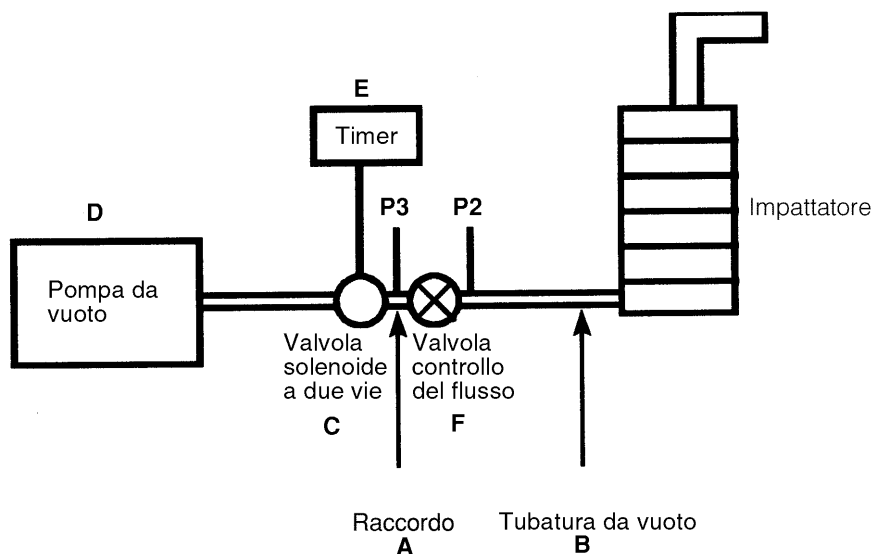 E
Timer
P3
P2
D
Impattatore
Pompa da
vuoto
Valvola
solenoide
a due vie
C
Valvola
controllo
del flusso
F
Raccordo
A
Tubatura da vuoto
B